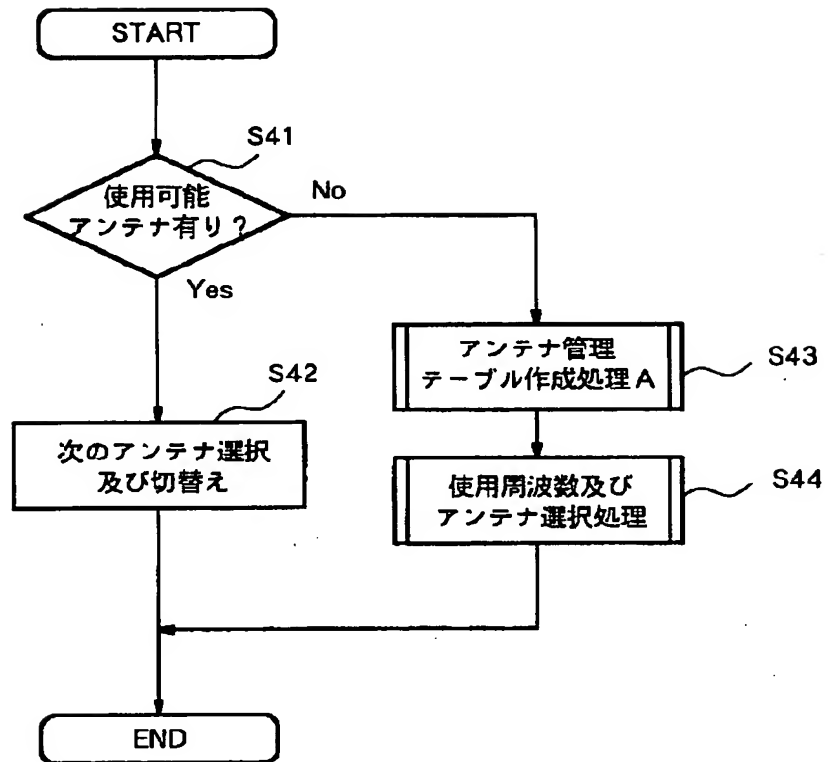 START
S41
使用可能
アンテナ有り?
No
Yes
S42
次のアンテナ選択
及び切替え
アンテナ管理
テーブル作成処理A
S43
使用周波数及び
アンテナ選択処理
S44
END